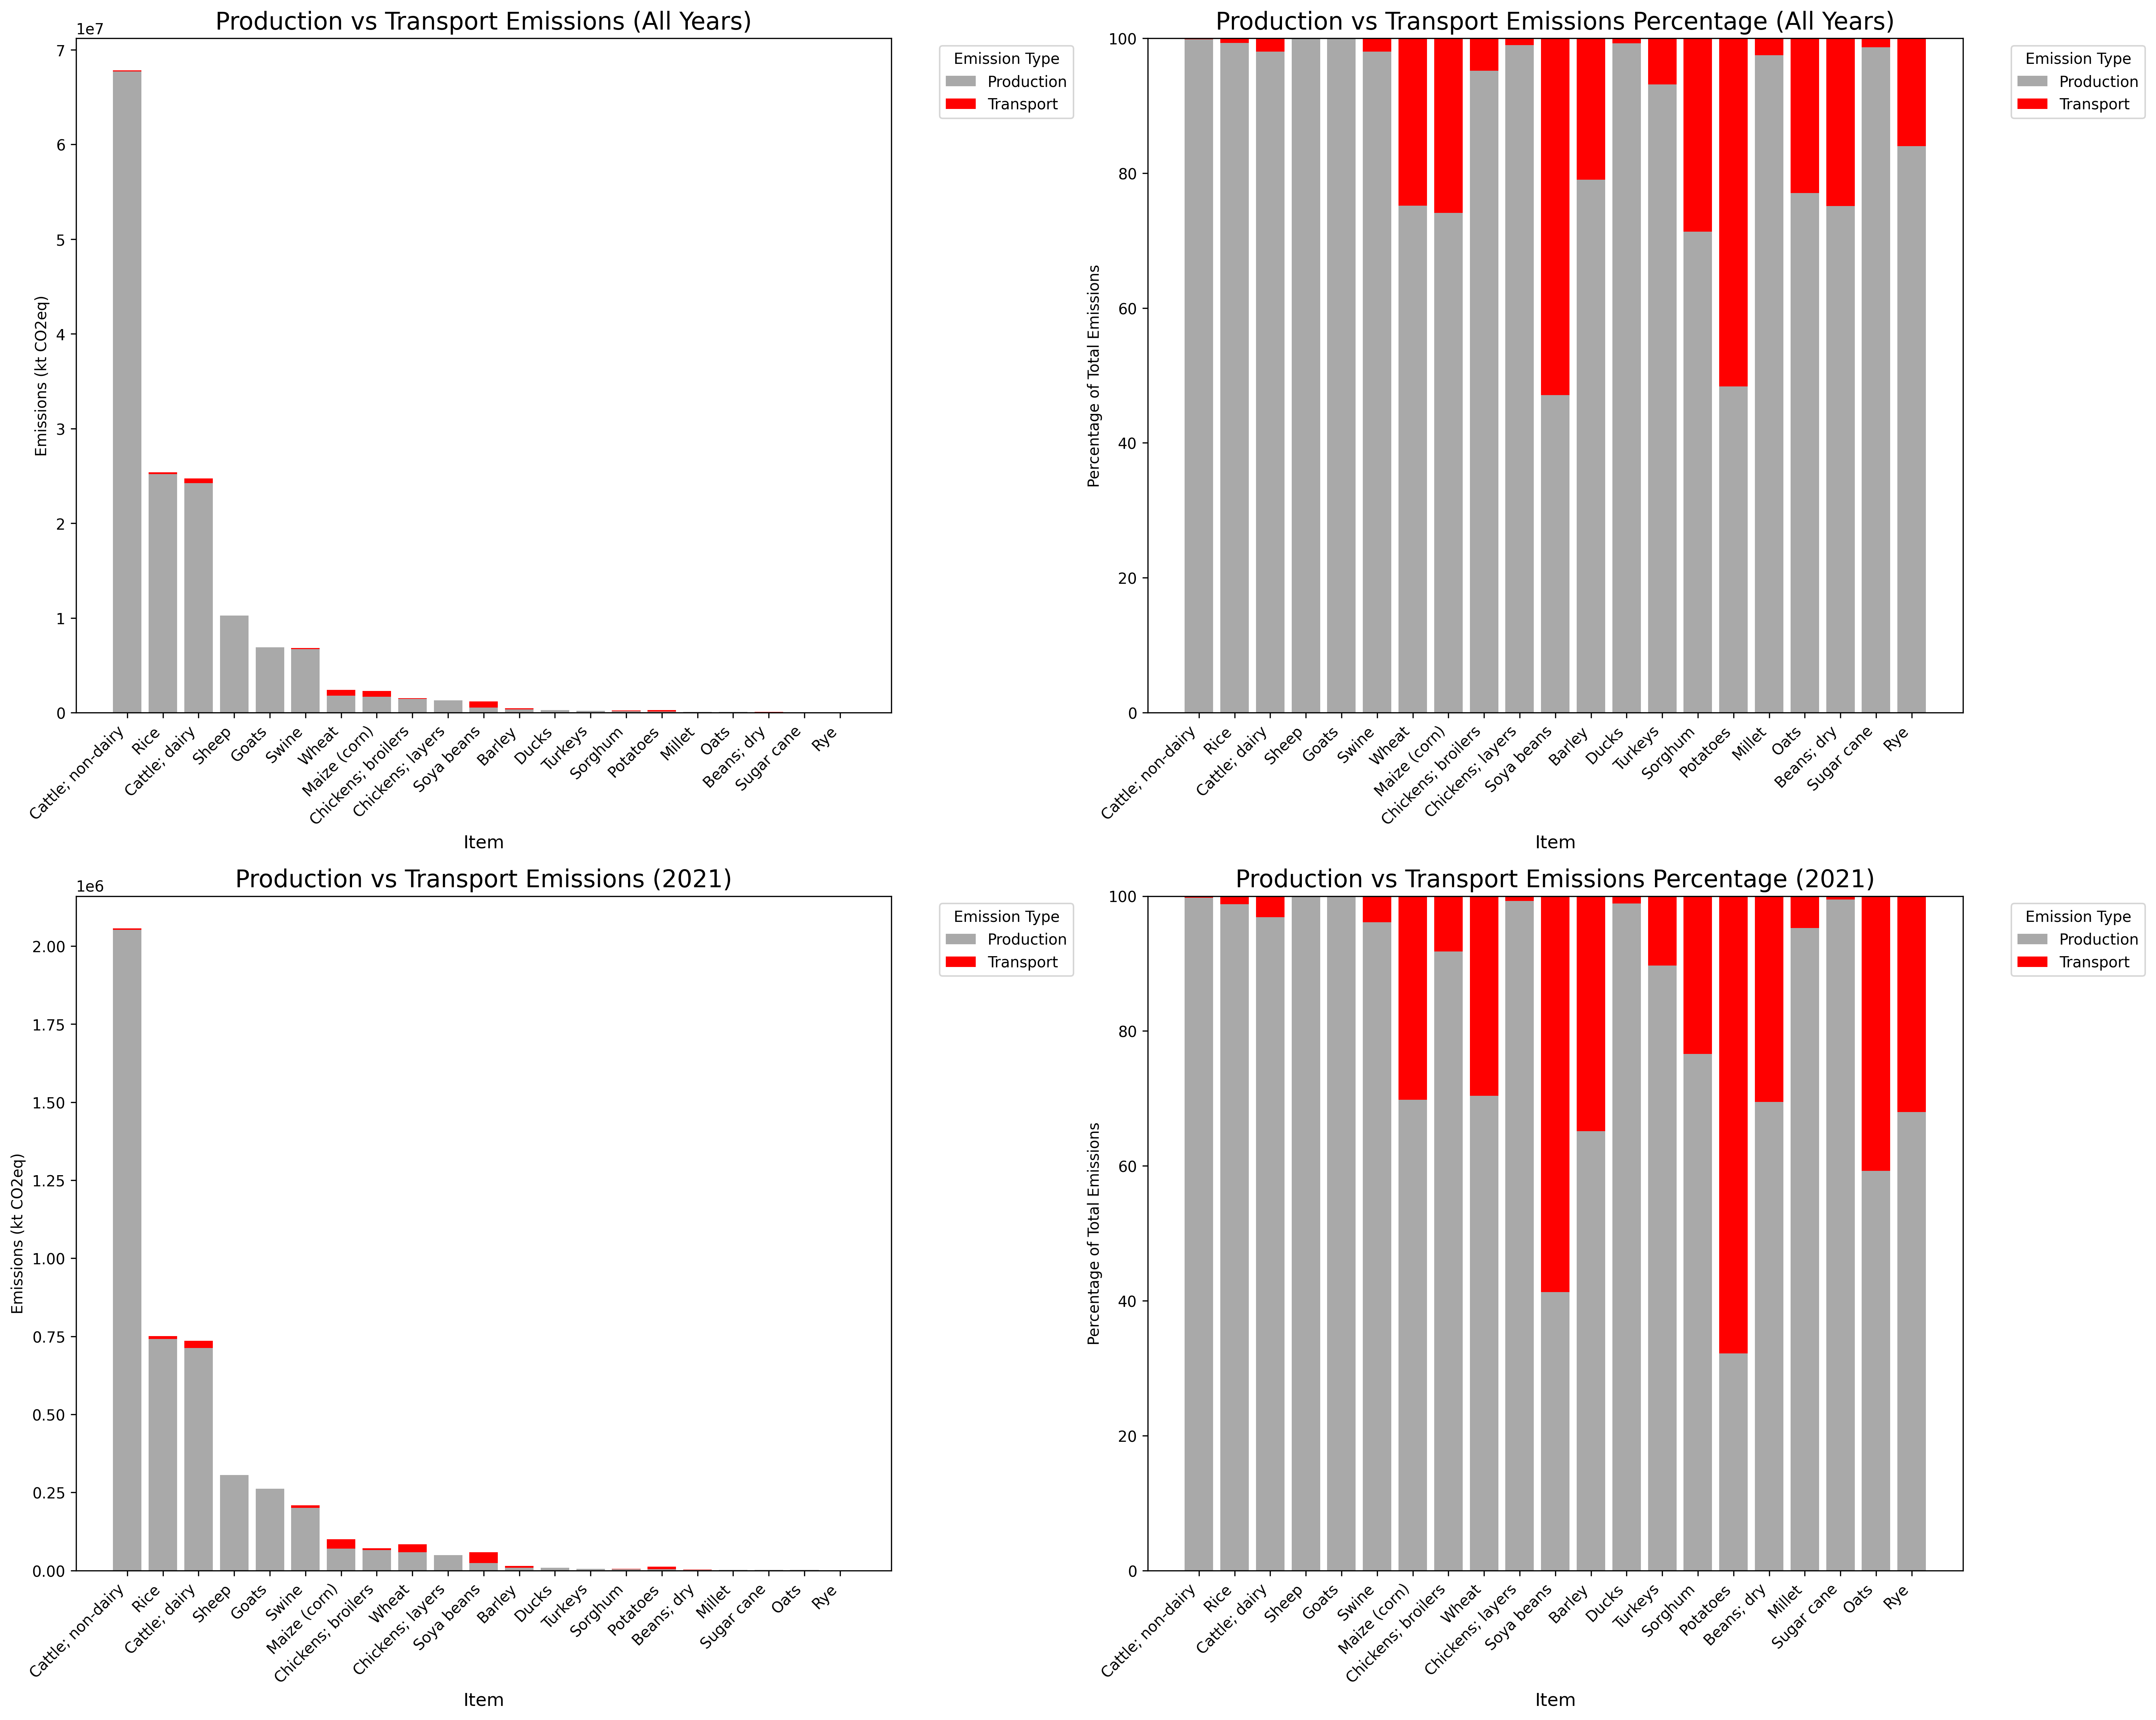 Production vs Transport Emissions (All Years)
1e7
7
6
5
4
3
2
1
0
Emissions (kt CO2eq)
Cattle; non-dairy
Rice
Cattle; dairy
Sheep
Goats
Swine
Wheat
Maize (corn)
Chickens; broilers
Chickens; layers
Soya beans
Barley
Ducks
Turkeys
Sorghum
Potatoes
Millet
Oats
Beans; dry
Sugar cane
Rye
Item
Emission Type
Production
Transport
Production vs Transport Emissions Percentage (All Years)
100
80
60
40
20
0
Percentage of Total Emissions
Cattle; non-dairy
Rice
Cattle; dairy
Sheep
Goats
Swine
Wheat
Maize (corn)
Chickens; broilers
Chickens; layers
Soya beans
Barley
Ducks
Turkeys
Sorghum
Potatoes
Millet
Oats
Beans; dry
Sugar cane
Rye
Item
Emission Type
Production
Transport
Production vs Transport Emissions (2021)
1e6
2.00
1.75
1.50
1.25
1.00
0.75
0.50
0.25
0.00
Emissions (kt CO2eq)
Cattle; non-dairy
Rice
Cattle; dairy
Sheep
Goats
Swine
Maize (corn)
Chickens; broilers
Wheat
Chickens; layers
Soya beans
Barley
Ducks
Turkeys
Sorghum
Potatoes
Beans; dry
Millet
Sugar cane
Oats
Rye
Item
Emission Type
Production
Transport
Production vs Transport Emissions Percentage (2021)
100
80
60
40
20
0
Percentage of Total Emissions
Cattle; non-dairy
Rice
Cattle; dairy
Sheep
Goats
Swine
Maize (corn)
Chickens; broilers
Wheat
Chickens; layers
Soya beans
Barley
Ducks
Turkeys
Sorghum
Potatoes
Beans; dry
Millet
Sugar cane
Oats
Rye
Item
Emission Type
Production
Transport